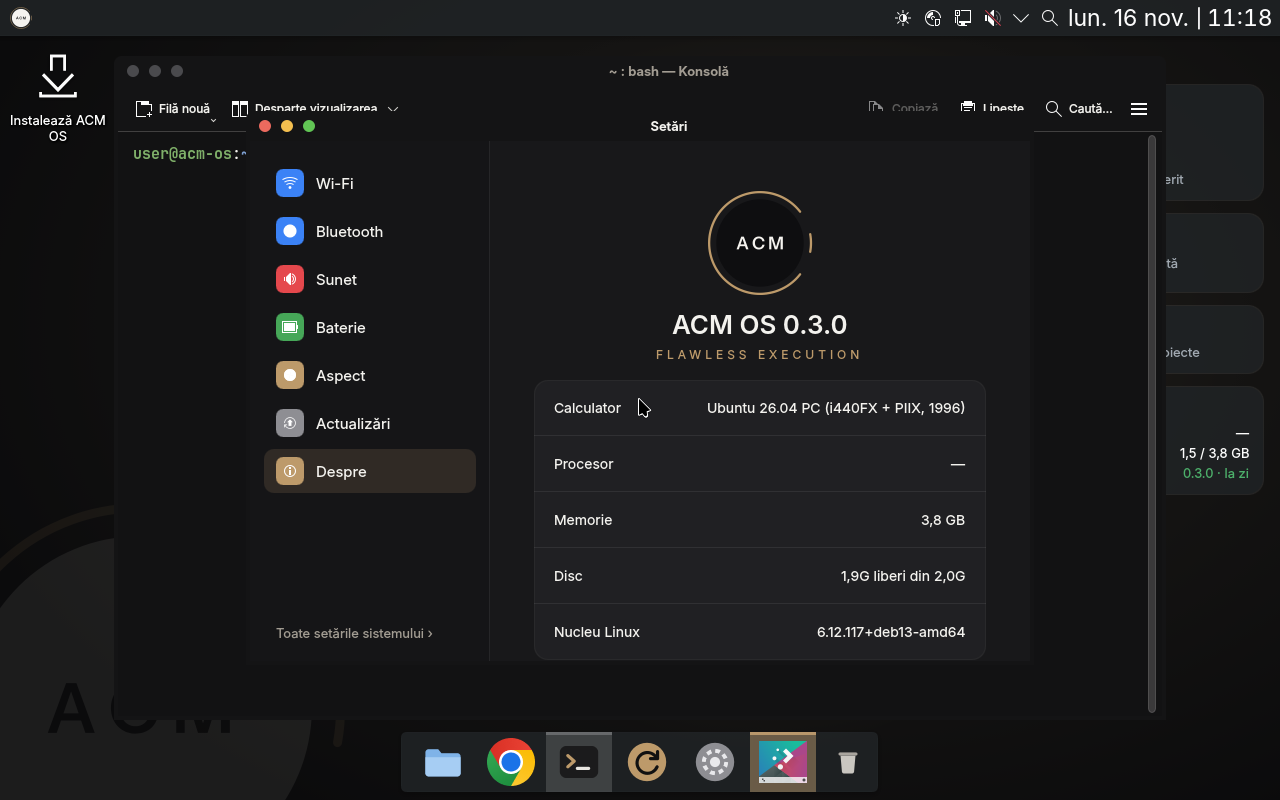 ACM
lun. 16 nov. | 11:18
Instalează ACM
OS
~ : bash — Konsolă
Filă nouă
Desparte vizualizarea
Copiază
Lipește
Caută...
user@acm-os:~
Setări
Wi-Fi
Bluetooth
Sunet
Baterie
Aspect
Actualizări
Despre
Toate setările sistemului ›
ACM
ACM OS 0.3.0
FLAWLESS EXECUTION
Calculator Ubuntu 26.04 PC (i440FX + PIIX, 1996)
Procesor —
Memorie 3,8 GB
Disc 1,9G liberi din 2,0G
Nucleu Linux 6.12.117+deb13-amd64
erit
tă
biecte
—
1,5 / 3,8 GB
0.3.0 · la zi
ACM